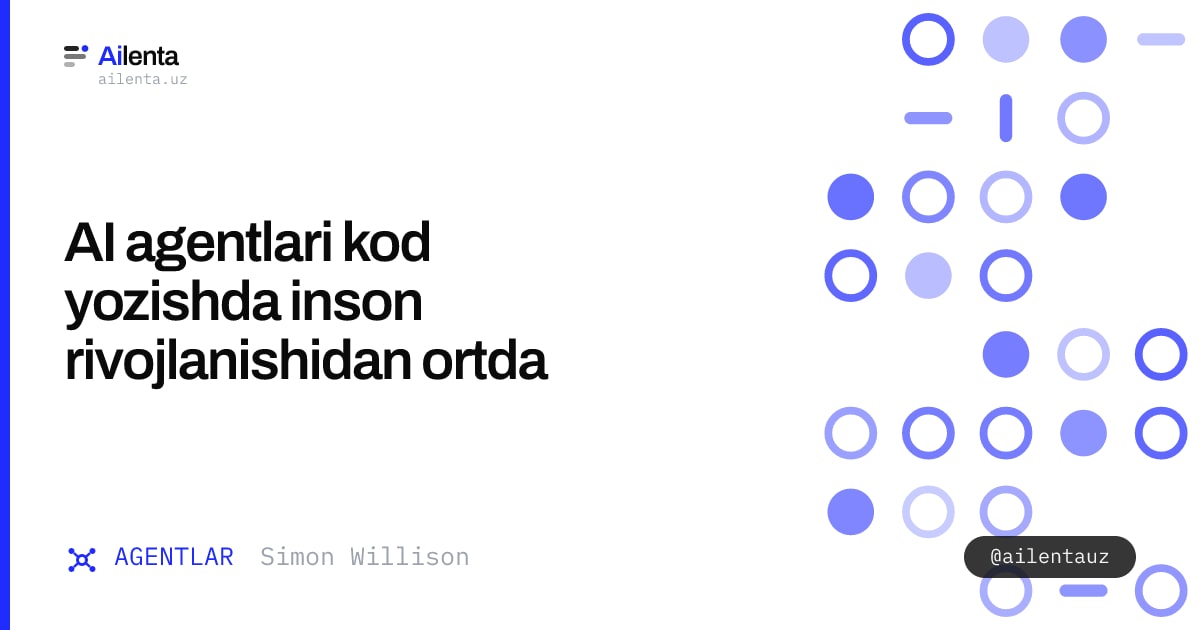 Ailenta
ailenta.uz
AI agentlari kod
yozishda inson
rivojlanishidan ortda
AGENTLAR Simon Willison
@ailentauz